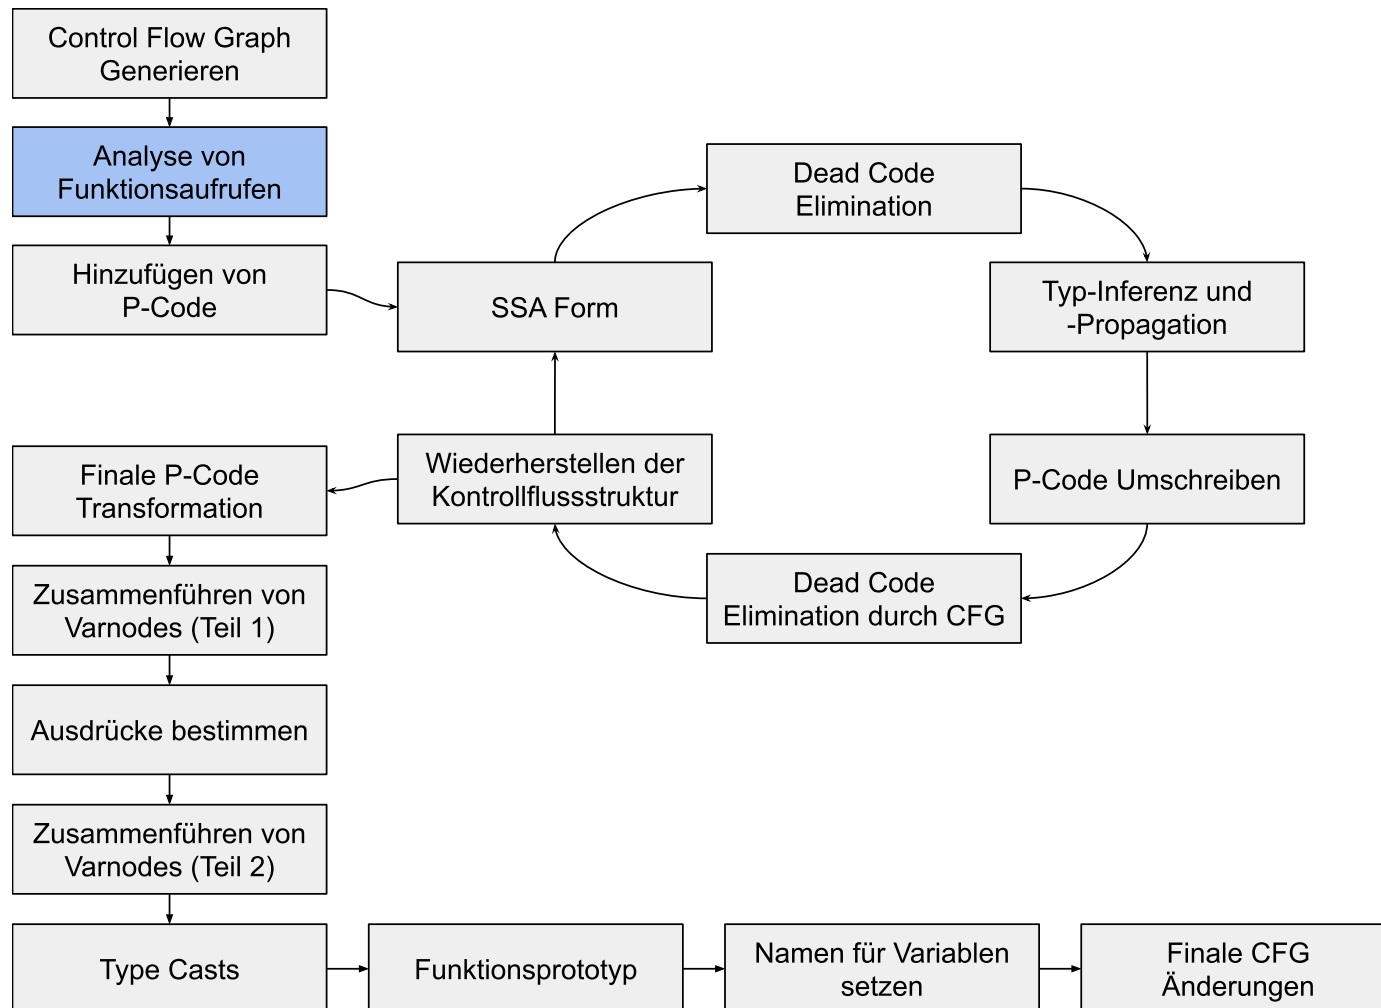 Control Flow Graph
Generieren
Analyse von
Funktionsaufrufen
Hinzufügen von
P-Code
SSA Form
Dead Code
Elimination
Typ-Inferenz und
-Propagation
P-Code Umschreiben
Dead Code
Elimination durch CFG
Wiederherstellen der
Kontrollflussstruktur
Finale P-Code
Transformation
Zusammenführen von
Varnodes (Teil 1)
Ausdrücke bestimmen
Zusammenführen von
Varnodes (Teil 2)
Type Casts
Funktionsprototyp
Namen für Variablen
setzen
Finale CFG
Änderungen